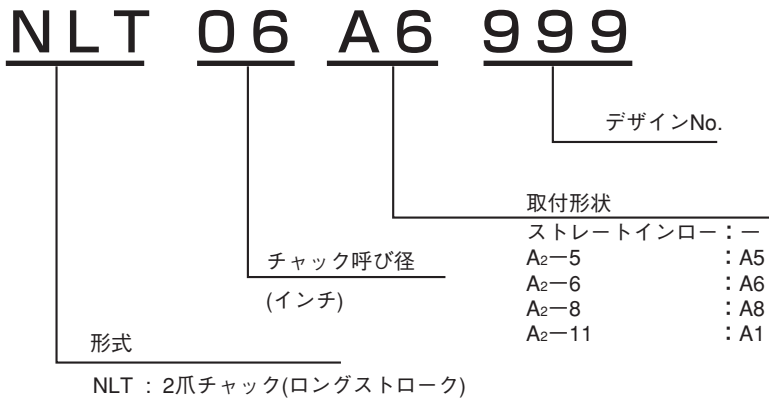 NLT 06 A6 999
デザインNo.
取付形状
ストレートインロー：ー
A2ー5 ：A5
A2ー6 ：A6
A2ー8 ：A8
A2ー11 ：A1
チャック呼び径
(インチ)
形式
NLT ：2爪チャック(ロングストローク)